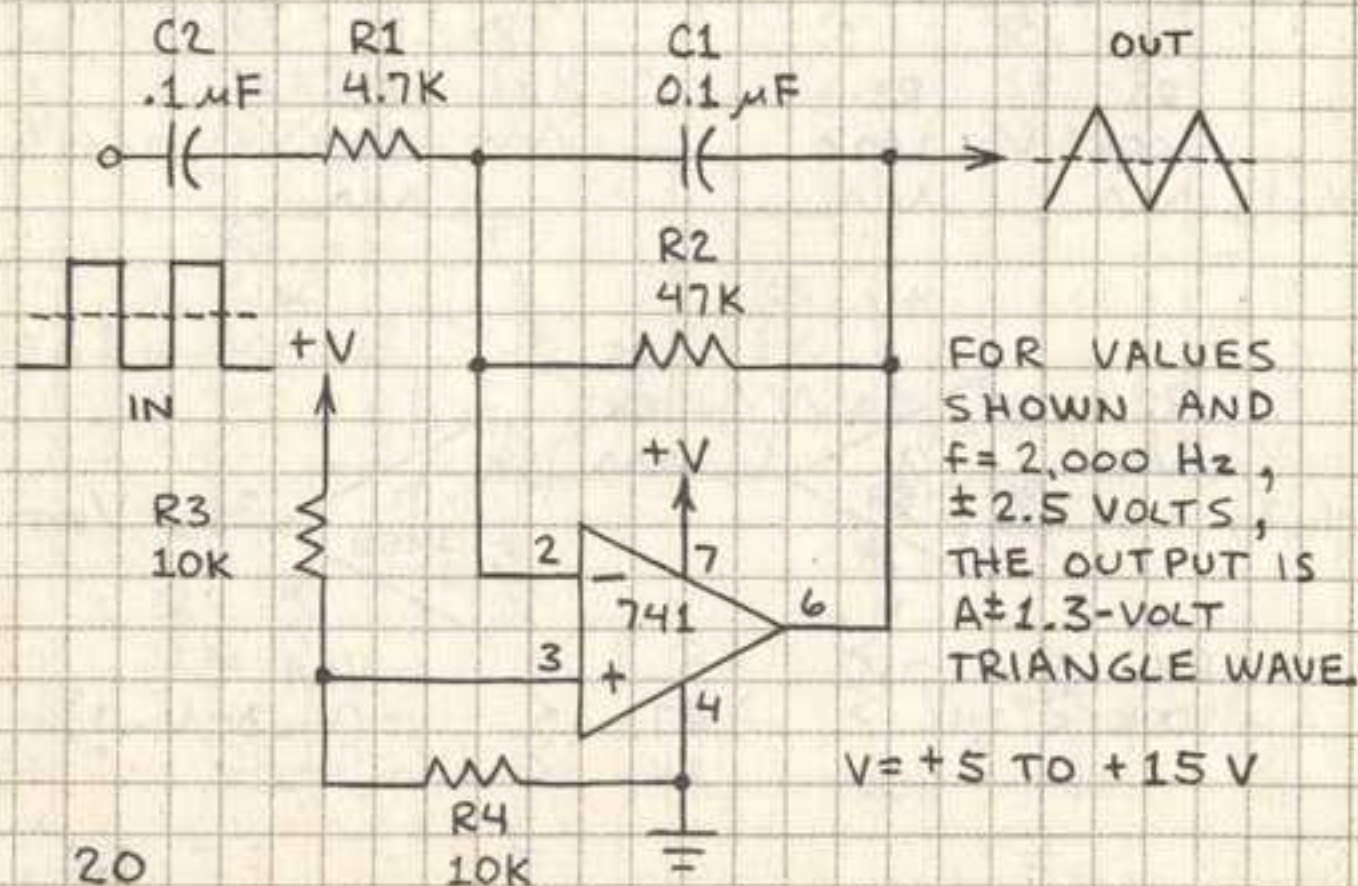 C2
.1 µF
R1
4.7K
C1
0.1 µF
OUT
IN
+V
R2
47K
R3
10K
+V
2
−
741
7
6
3
+
4
R4
10K
FOR VALUES
SHOWN AND
f= 2,000 Hz,
± 2.5 VOLTS,
THE OUTPUT IS
A ± 1.3-VOLT
TRIANGLE WAVE.
V= +5 TO +15 V
20